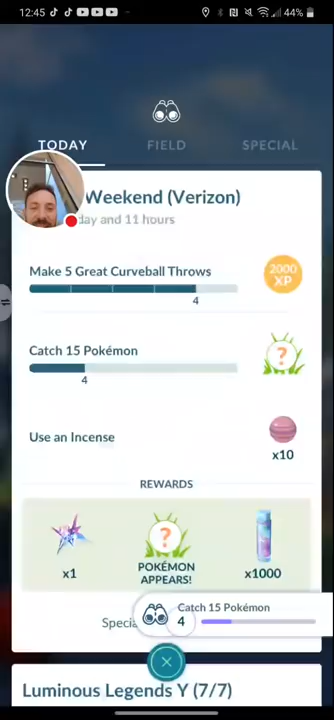 12:45
44%
TODAY
FIELD
SPECIAL
Weekend (Verizon)
day and 11 hours
Make 5 Great Curveball Throws
2000
XP
4
Catch 15 Pokémon
?
4
Use an Incense
x10
REWARDS
?
x1
POKÉMON
APPEARS!
x1000
Catch 15 Pokémon
4
Specia
Luminous Legends Y (7/7)